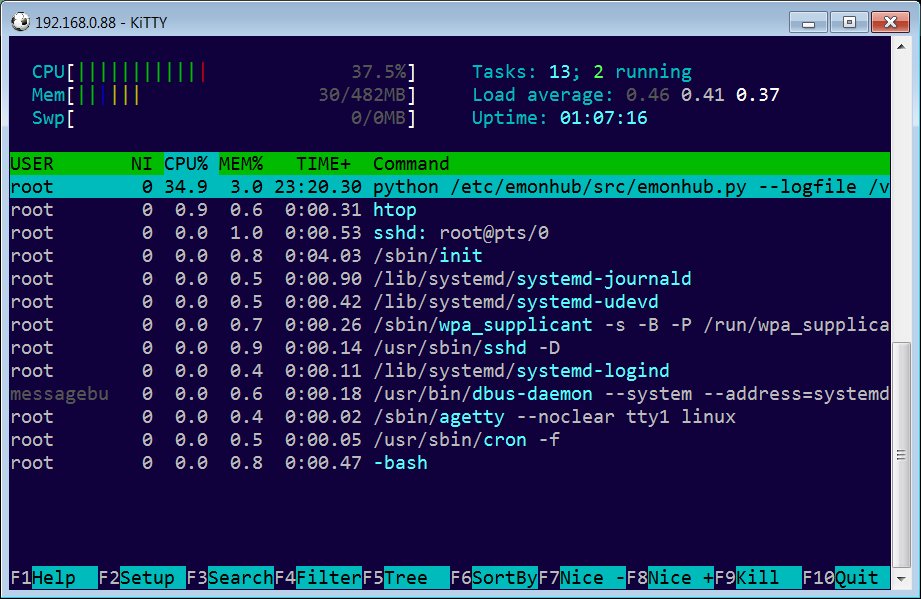 192.168.0.88 - KiTTY
CPU[||||||||||||     37.5%]     Tasks: 13; 2 running
Mem[||||||     30/482MB]     Load average: 0.46 0.41 0.37
Swp[     0/0MB]     Uptime: 01:07:16
USER NI CPU% MEM% TIME+ Command
root 0 34.9 3.0 23:20.30 python /etc/emonhub/src/emonhub.py --logfile /v
root 0 0.9 0.6 0:00.31 htop
root 0 0.0 1.0 0:00.53 sshd: root@pts/0
root 0 0.0 0.8 0:04.03 /sbin/init
root 0 0.0 0.5 0:00.90 /lib/systemd/systemd-journald
root 0 0.0 0.5 0:00.42 /lib/systemd/systemd-udevd
root 0 0.0 0.7 0:00.26 /sbin/wpa_supplicant -s -B -P /run/wpa_supplica
root 0 0.0 0.9 0:00.14 /usr/sbin/sshd -D
root 0 0.0 0.4 0:00.11 /lib/systemd/systemd-logind
messagebu 0 0.0 0.6 0:00.18 /usr/bin/dbus-daemon --system --address=systemd
root 0 0.0 0.4 0:00.02 /sbin/agetty --noclear tty1 linux
root 0 0.0 0.5 0:00.05 /usr/sbin/cron -f
root 0 0.0 0.8 0:00.47 -bash
F1Help F2Setup F3SearchF4FilterF5Tree F6SortByF7Nice -F8Nice +F9Kill F10Quit